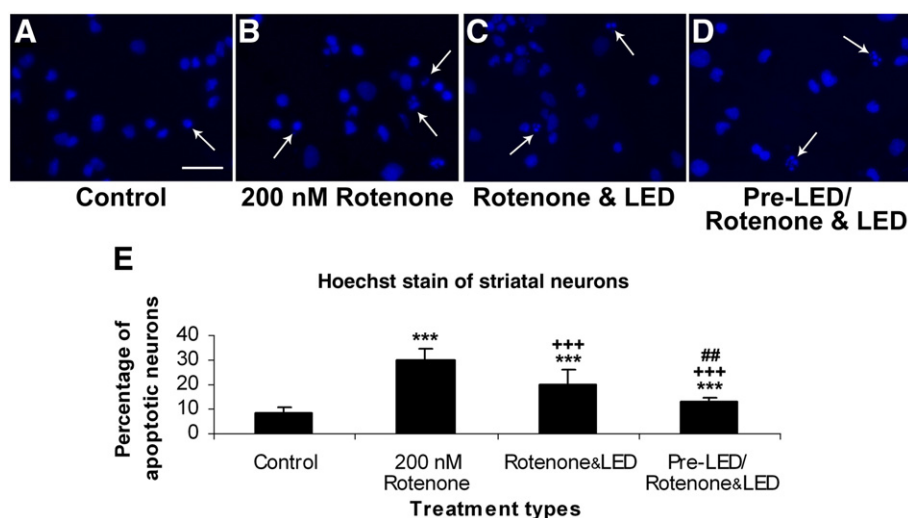 A
B
C
D
Control
200 nM Rotenone
Rotenone & LED
Pre-LED/
Rotenone & LED
E
Hoechst stain of striatal neurons
Percentage of
apoptotic neurons
40
30
20
10
0
***
+++
***
##
+++
***
Control
200 nM
Rotenone
Rotenone&LED
Pre-LED/
Rotenone&LED
Treatment types